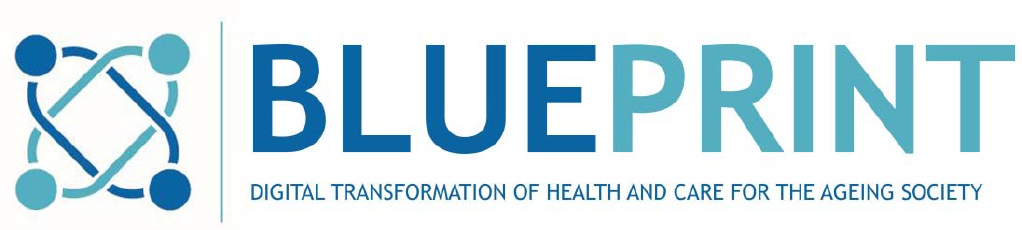 BLUEPRINT
DIGITAL TRANSFORMATION OF HEALTH AND CARE FOR THE AGEING SOCIETY